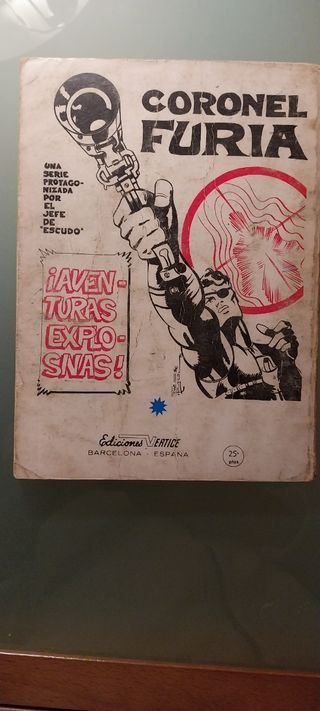 CORONEL
FURIA
UNA
SERIE
PROTAGO-
NIZADA
POR
EL
JEFE
DE
"ESCUDO"
¡AVEN-
TURAS
EXPLO-
SNAS!
Ediciones VERTICE
BARCELONA - ESPAÑA
25-
ptas.